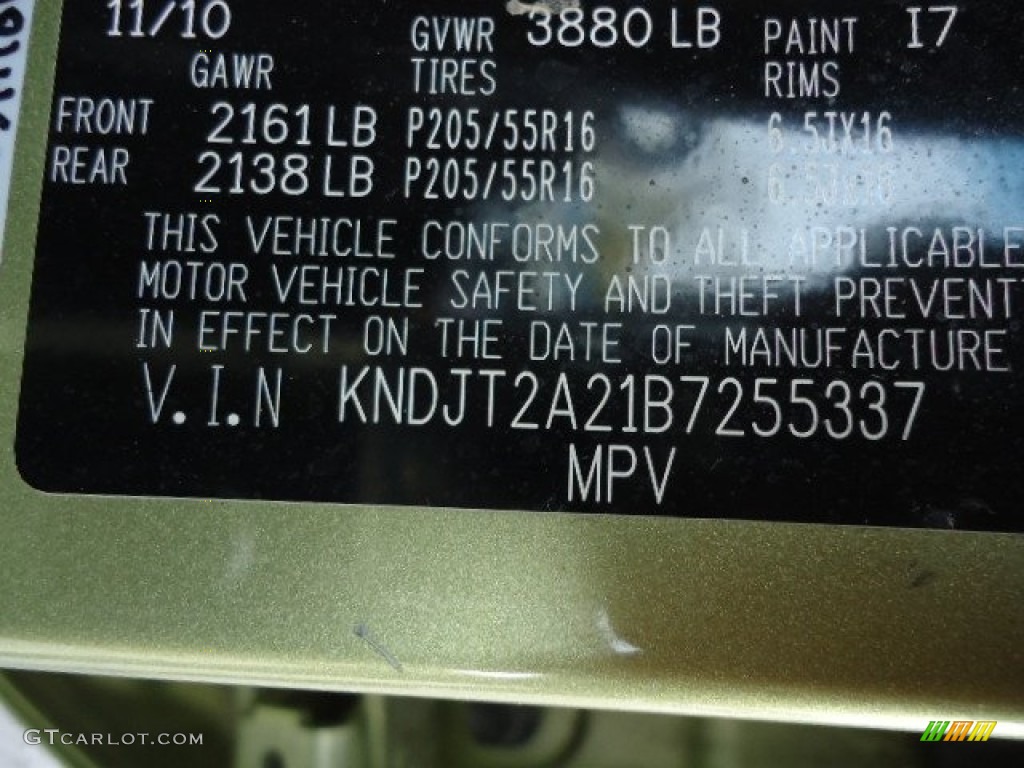 11/10 GVWR 3880 LB PAINT I7
GAWR TIRES RIMS
FRONT 2161 LB P205/55R16 6.5JX16
REAR 2138 LB P205/55R16 6.5JX16
THIS VEHICLE CONFORMS TO ALL APPLICABLE
MOTOR VEHICLE SAFETY AND THEFT PREVENT
IN EFFECT ON THE DATE OF MANUFACTURE
V.I.N KNDJT2A21B7255337
MPV
GTCARLOT.COM